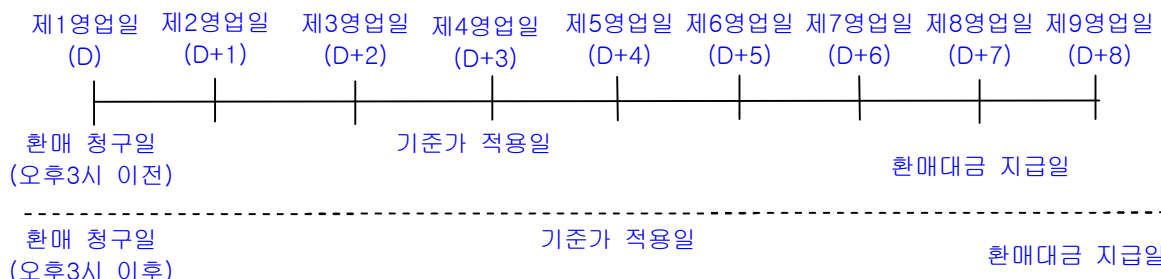 제1영업일 제2영업일 제3영업일 제4영업일 제5영업일 제6영업일 제7영업일 제8영업일 제9영업일
(D) (D+1) (D+2) (D+3) (D+4) (D+5) (D+6) (D+7) (D+8)
환매 청구일 기준가 적용일
(오후3시 이전) 환매대금 지급일
환매 청구일 기준가 적용일
(오후3시 이후) 환매대금 지급일